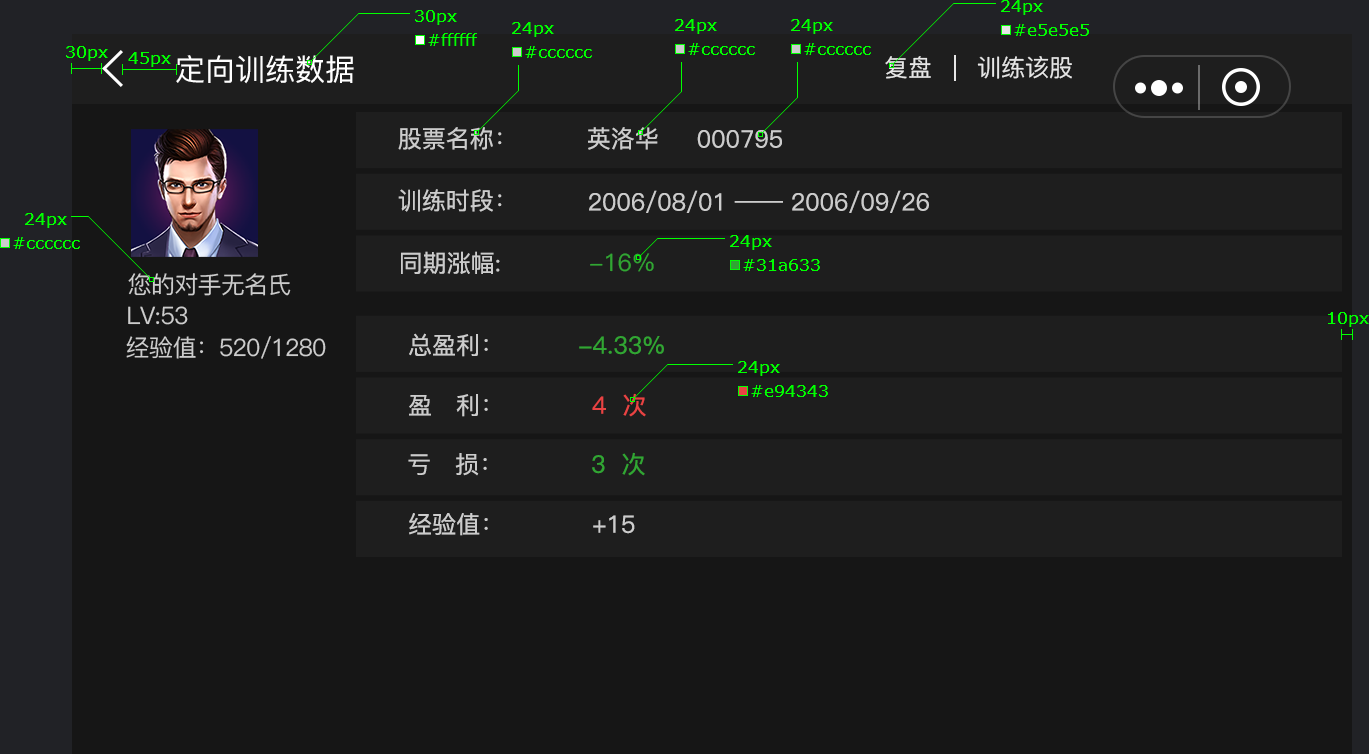 30px
#ffffff
24px
#cccccc
24px
#cccccc
24px
#cccccc
24px
#e5e5e5
30px
45px
定向训练数据
复盘 | 训练该股
股票名称：
英洛华 000795
训练时段：
2006/08/01 —— 2006/09/26
24px
#cccccc
同期涨幅:
-16%
24px
#31a633
您的对手无名氏
LV:53
经验值：520/1280
10px
总盈利：
-4.33%
24px
#e94343
盈 利：
4 次
亏 损：
3 次
经验值：
+15